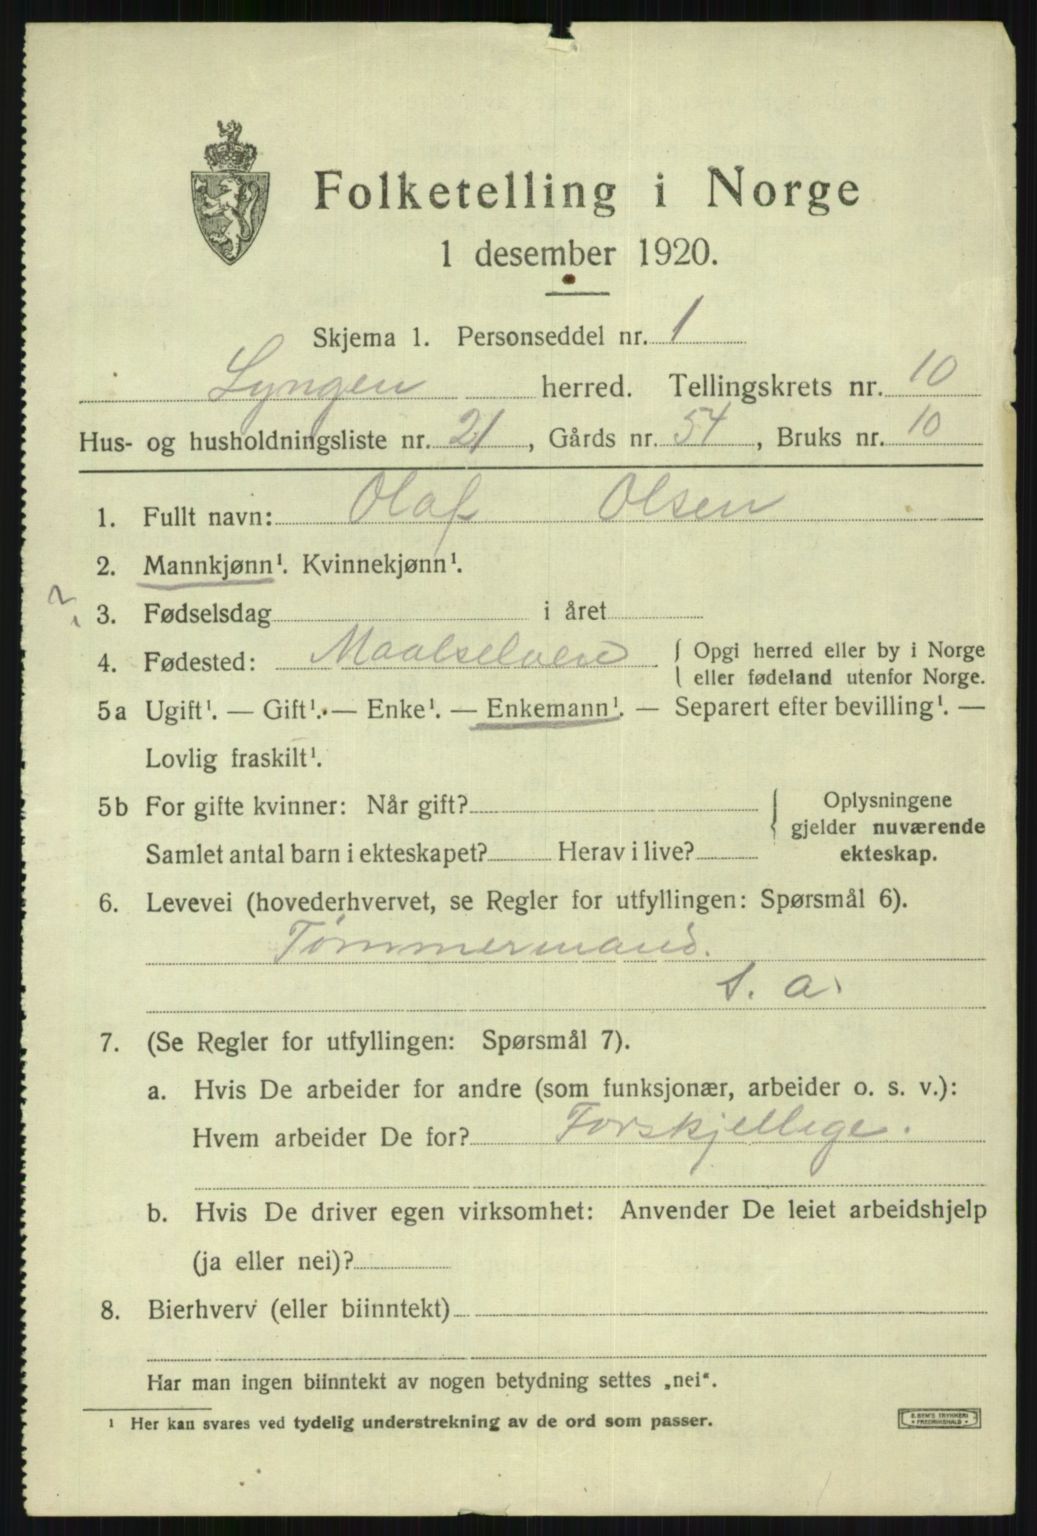 Folketelling i Norge
1 desember 1920.
Skjema 1. Personseddel nr. 1
Lyngen herred. Tellingskrets nr. 10
Hus- og husholdningsliste nr. 21, Gårds nr. 54, Bruks nr. 10
1. Fullt navn: Olaf Olsen
2. Mannkjønn¹. Kvinnekjønn¹.
?
3. Fødselsdag i året
4. Fødested: Maalselven { Opgi herred eller by i Norge
eller fødeland utenfor Norge.
5a Ugift¹. — Gift¹. — Enke¹. — Enkemann¹. — Separert efter bevilling¹. —
Lovlig fraskilt¹.
5b For gifte kvinner: Når gift? { Oplysningene
gjelder nuværende
Samlet antal barn i ekteskapet? Herav i live? ekteskap.
6. Levevei (hovederhvervet, se Regler for utfyllingen: Spørsmål 6).
Tømmermand.
s. a.
7. (Se Regler for utfyllingen: Spørsmål 7).
a. Hvis De arbeider for andre (som funksjonær, arbeider o. s. v.):
Hvem arbeider De for? Forskjellige.
b. Hvis De driver egen virksomhet: Anvender De leiet arbeidshjelp
(ja eller nei)?
8. Bierhverv (eller biinntekt)
Har man ingen biinntekt av nogen betydning settes „nei“.
¹ Her kan svares ved tydelig understrekning av de ord som passer.
E. SEM'S TRYKKERI
• FREDRIKSHALD •